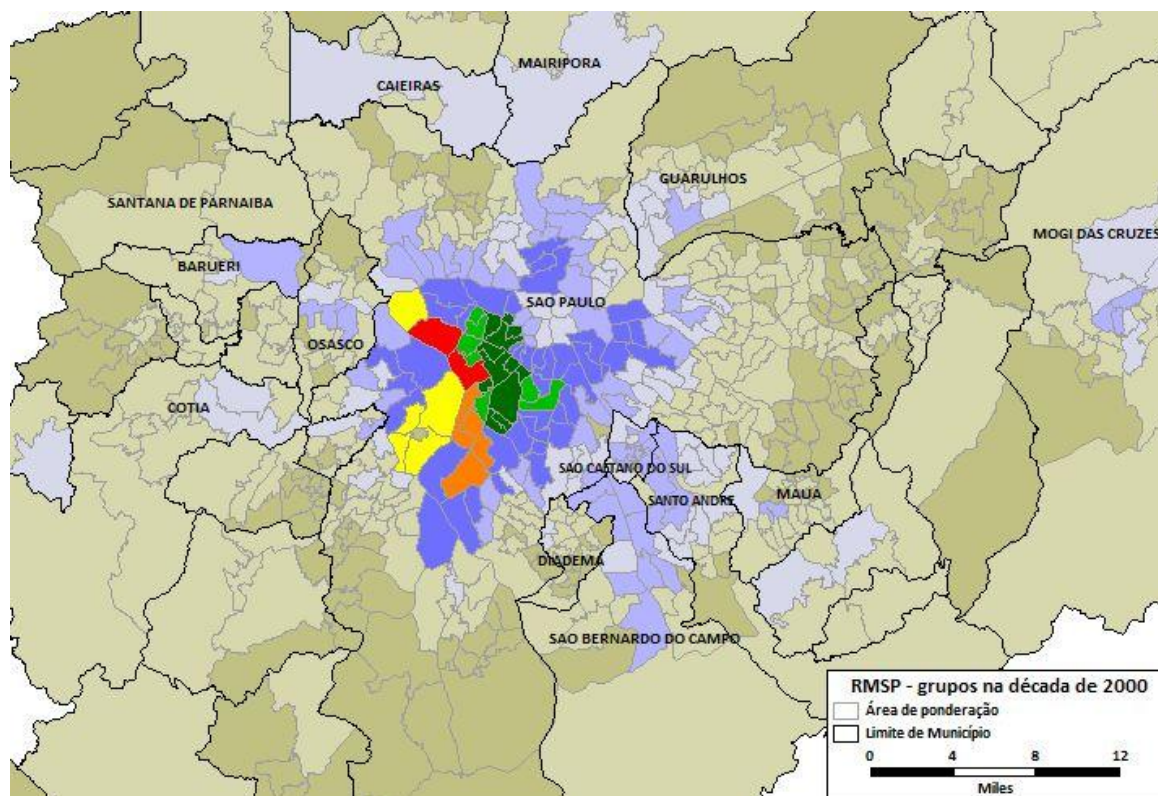 MAIRIPORA
CAIEIRAS
GUARULHOS
SANTANA DE PARNAIBA
MOGI DAS CRUZES
BARUERI
SAO PAULO
OSASCO
COTIA
SAO CAETANO DO SUL
SANTO ANDRE
MAUA
DIADEMA
SAO BERNARDO DO CAMPO
RMSP - grupos na década de 2000
Área de ponderação
Limite de Município
0 4 8 12
Miles